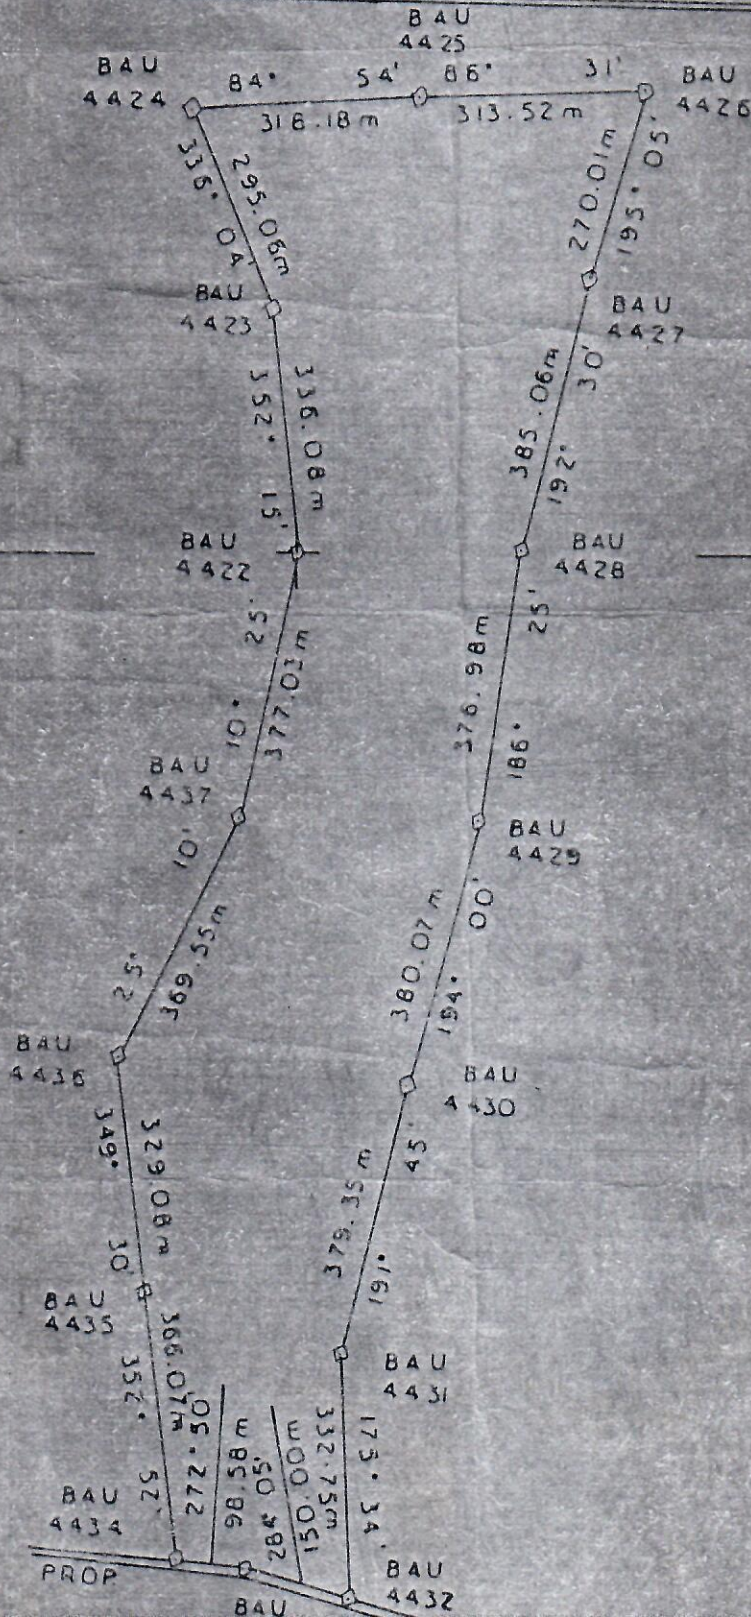 BAU
4425
BAU
4424
84° 54'
318.18 m
86° 31'
313.52 m
BAU
4426
336° 04'
295.06m
270.01m
195° 05'
BAU
4423
BAU
4427
352° 15'
336.08m
385.06m
192° 30'
BAU
4422
BAU
4428
10° 25'
377.03m
376.98m
186° 25'
BAU
4437
BAU
4429
25° 10'
369.55m
380.07m
194° 00'
BAU
4436
BAU
4430
349° 30'
329.08m
379.35m
191° 45'
BAU
4435
BAU
4431
352° 52'
366.07m
272° 50'
98.58m
284° 05'
150.00m
332.75m
175° 34'
BAU
4434
PROP.
BAU
4432
BAU